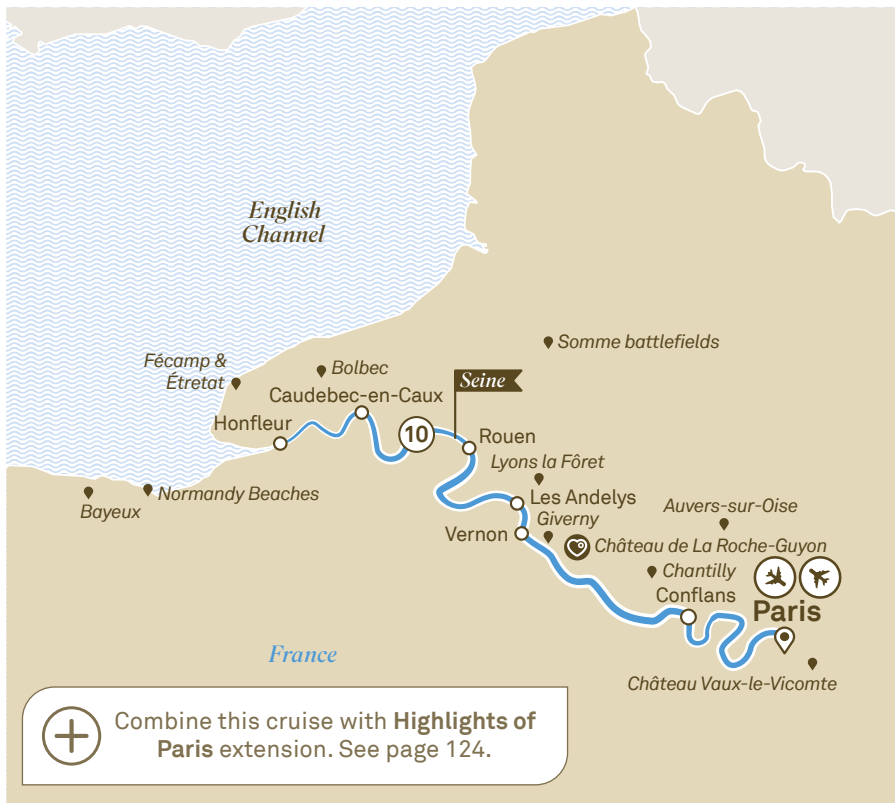 English
Channel
Somme battlefields
Fécamp &
Étretat
Bolbec
Seine
Caudebec-en-Caux
Honfleur
10
Rouen
Lyons la Fôret
Normandy Beaches
Bayeux
Les Andelys
Giverny
Auvers-sur-Oise
Vernon
Château de La Roche-Guyon
Chantilly
Conflans
Paris
France
Château Vaux-le-Vicomte
Combine this cruise with Highlights of
Paris extension. See page 124.